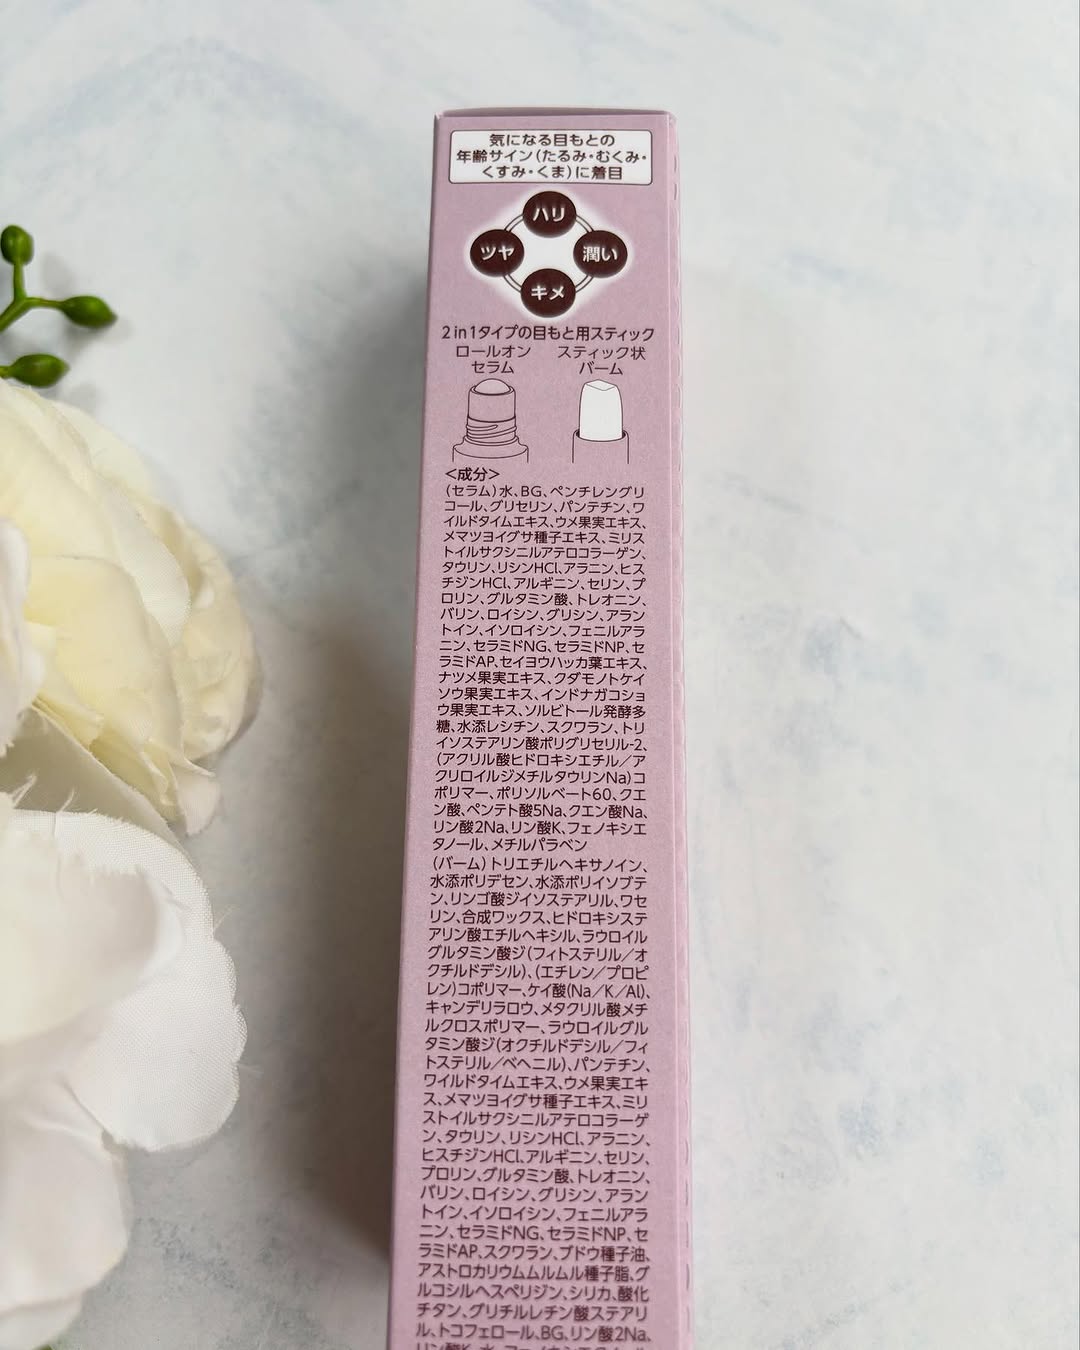 気になる目もとの
年齢サイン(たるみ・むくみ・
くすみ・くま)に着目
ハリ
ツヤ
潤い
キメ
2 in 1タイプの目もと用スティック
ロールオン
セラム
スティック状
バーム
<成分>
(セラム)水、BG、ペンチレングリ
コール、グリセリン、パンテチン、ワ
イルドタイムエキス、ウメ果実エキス、
メマツヨイグサ種子エキス、ミリス
トイルサクシニルアテロコラーゲン、
タウリン、リシンHCl、アラニン、ヒス
チジンHCl、アルギニン、セリン、プ
ロリン、グルタミン酸、トレオニン、
バリン、ロイシン、グリシン、アラン
トイン、イソロイシン、フェニルアラ
ニン、セラミドNG、セラミドNP、セ
ラミドAP、セイヨウハッカ葉エキス、
ナツメ果実エキス、クダモノトケイ
ソウ果実エキス、インドナガコショ
ウ果実エキス、ソルビトール発酵多
糖、水添レシチン、スクワラン、トリ
イソステアリン酸ポリグリセリル-2、
(アクリル酸ヒドロキシエチル/ア
クリロイルジメチルタウリンNa)コ
ポリマー、ポリソルベート60、クエ
ン酸、ペンテト酸5Na、クエン酸Na、
リン酸2Na、リン酸K、フェノキシエ
タノール、メチルパラベン
(バーム)トリエチルヘキサノイン、
水添ポリデセン、水添ポリイソブテ
ン、リンゴ酸ジイソステアリル、ワセ
リン、合成ワックス、ヒドロキシステ
アリン酸エチルヘキシル、ラウロイル
グルタミン酸ジ(フィトステリル/オ
クチルドデシル)、(エチレン/プロピ
レン)コポリマー、ケイ酸(Na/K/Al)、
キャンデリラロウ、メタクリル酸メチ
ルクロスポリマー、ラウロイルグル
タミン酸ジ(オクチルドデシル/フィ
トステリル/ベヘニル)、パンテチン、
ワイルドタイムエキス、ウメ果実エキ
ス、メマツヨイグサ種子エキス、ミリ
ストイルサクシニルアテロコラーゲ
ン、タウリン、リシンHCl、アラニン、
ヒスチジンHCl、アルギニン、セリン、
プロリン、グルタミン酸、トレオニン、
バリン、ロイシン、グリシン、アラン
トイン、イソロイシン、フェニルアラ
ニン、セラミドNG、セラミドNP、セ
ラミドAP、スクワラン、ブドウ種子油、
アストロカリウムムルムル種子脂、グ
ルコシルヘスペリジン、シリカ、酸化
チタン、グリチルレチン酸ステアリ
ル、トコフェロール、BG、リン酸2Na、